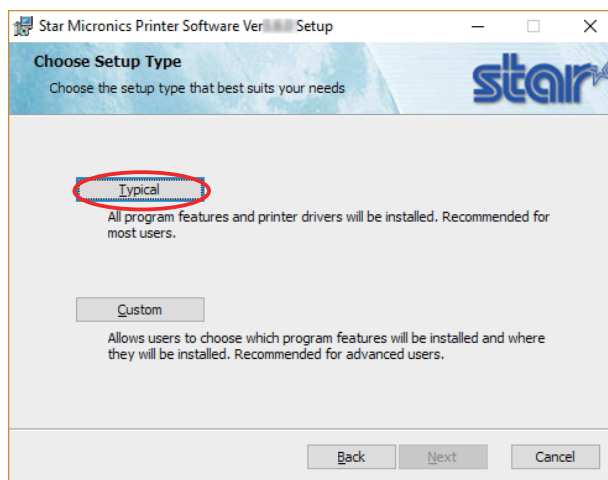 Star Micronics Printer Software Ver Setup
Choose Setup Type
Choose the setup type that best suits your needs
star
Typical
All program features and printer drivers will be installed. Recommended for
most users.
Custom
Allows users to choose which program features will be installed and where
they will be installed. Recommended for advanced users.
Back Next Cancel